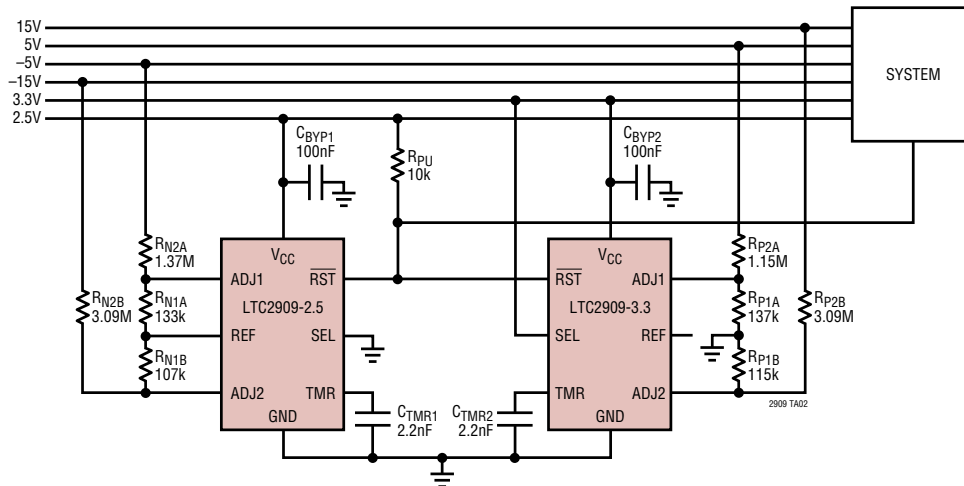 15V
5V
–5V
–15V
3.3V
2.5V
SYSTEM
CBYP1
100nF
RPU
10k
CBYP2
100nF
RN2A
1.37M
RN2B
3.09M
RN1A
133k
RN1B
107k
VCC
ADJ1
RST
LTC2909-2.5
REF
SEL
ADJ2
TMR
GND
CTMR1
2.2nF
CTMR2
2.2nF
VCC
RST
ADJ1
LTC2909-3.3
SEL
REF
TMR
ADJ2
GND
RP2A
1.15M
RP1A
137k
RP2B
3.09M
RP1B
115k
2909 TA02